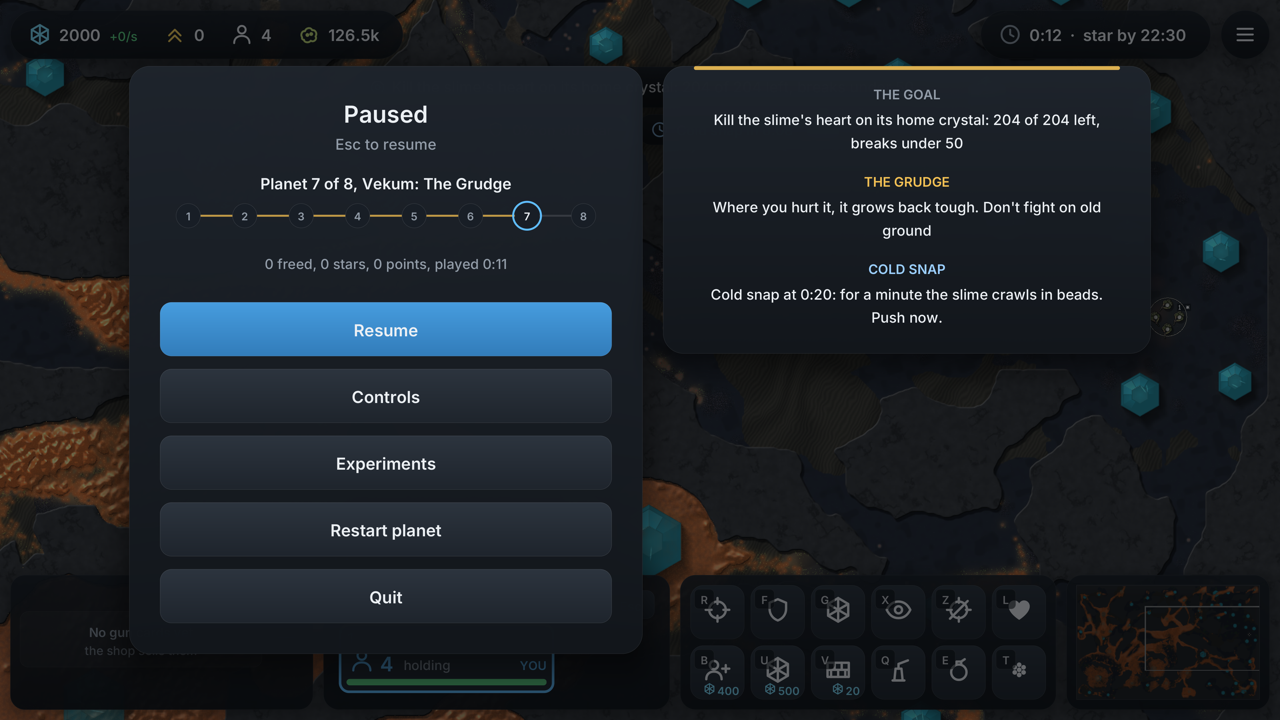 2000 +0/s 0 4 126.5k
0:12 · star by 22:30
Paused
Esc to resume
Planet 7 of 8, Vekum: The Grudge
1 2 3 4 5 6 7 8
0 freed, 0 stars, 0 points, played 0:11
Resume
Controls
Experiments
Restart planet
Quit
THE GOAL
Kill the slime's heart on its home crystal: 204 of 204 left,
breaks under 50
THE GRUDGE
Where you hurt it, it grows back tough. Don't fight on old
ground
COLD SNAP
Cold snap at 0:20: for a minute the slime crawls in beads.
Push now.
No
the shop
4 holding YOU
R F G X Z L
B U V Q E T
400 500 20